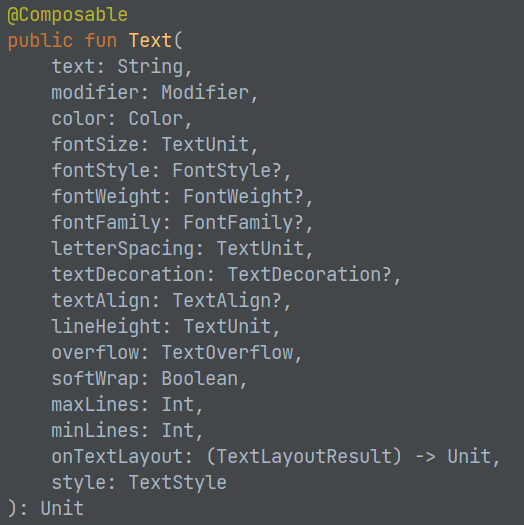 @Composable
public fun Text(
    text: String,
    modifier: Modifier,
    color: Color,
    fontSize: TextUnit,
    fontStyle: FontStyle?,
    fontWeight: FontWeight?,
    fontFamily: FontFamily?,
    letterSpacing: TextUnit,
    textDecoration: TextDecoration?,
    textAlign: TextAlign?,
    lineHeight: TextUnit,
    overflow: TextOverflow,
    softWrap: Boolean,
    maxLines: Int,
    minLines: Int,
    onTextLayout: (TextLayoutResult) -> Unit,
    style: TextStyle
): Unit